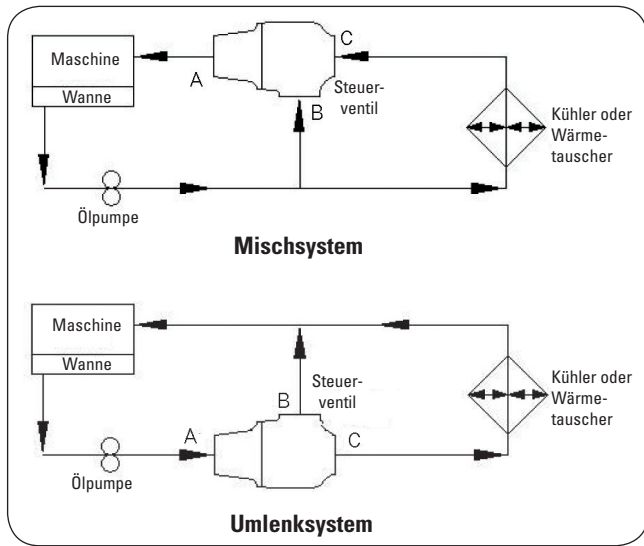 Maschine
Wanne
Ölpumpe
A
B
C
Steuer-
ventil
Kühler oder
Wärme-
tauscher
Mischsystem
Maschine
Wanne
Ölpumpe
A
B
C
Steuer-
ventil
Kühler oder
Wärme-
tauscher
Umlenksystem